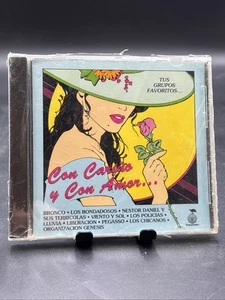 TUS
GRUPOS
FAVORITOS...
Con Cariño
y Con Amor...
BRONCO • LOS BONDADOSOS • NESTOR DANIEL Y
SUS TERRICOLAS • VIENTO Y SOL • LOS POLICIAS •
LLUVIA • LIBERACION • PEGASSO • LOS CHICANOS •
ORGANIZACION GENESIS